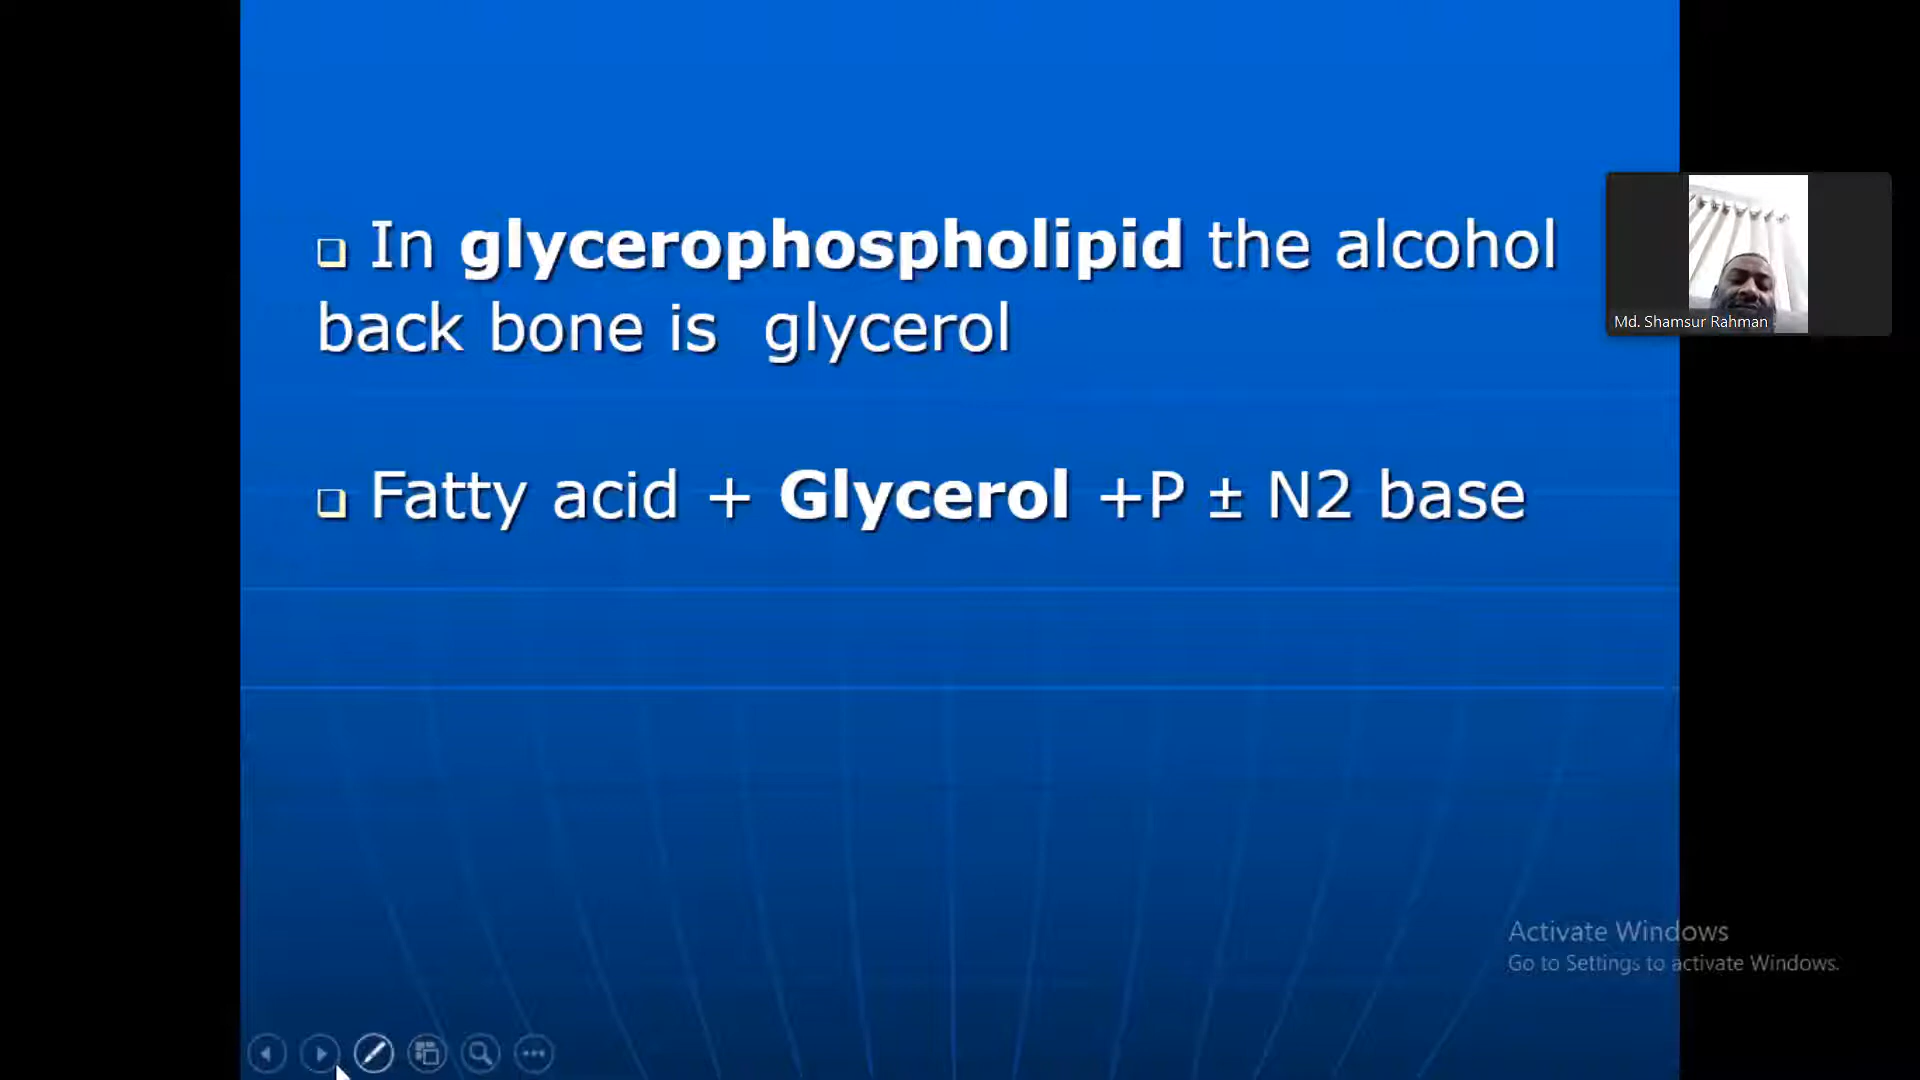 In glycerophospholipid the alcohol
back bone is glycerol
Fatty acid + Glycerol +P ± N2 base
Md. Shamsur Rahman
Activate Windows
Go to Settings to activate Windows.